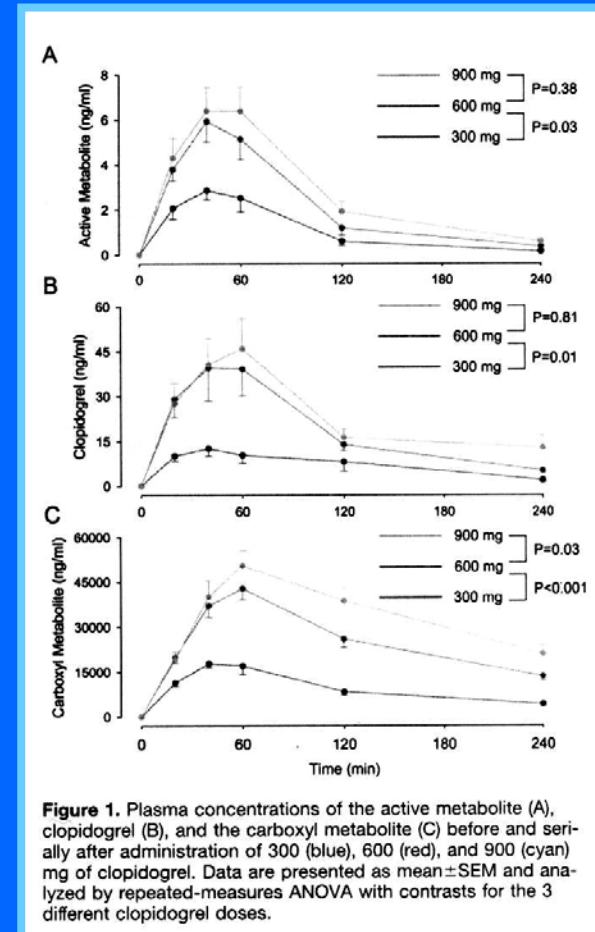 A
Active Metabolite (ng/ml)
8
6
4
2
0
900 mg
600 mg
300 mg
P=0.38
P=0.03
0 60 120 180 240
B
Clopidogrel (ng/ml)
60
45
30
15
0
900 mg
600 mg
300 mg
P=0.81
P=0.01
0 60 120 180 240
C
Carboxyl Metabolite (ng/ml)
60000
45000
30000
15000
0
900 mg
600 mg
300 mg
P=0.03
P<0.001
0 60 120 180 240
Time (min)
Figure 1. Plasma concentrations of the active metabolite (A),
clopidogrel (B), and the carboxyl metabolite (C) before and seri-
ally after administration of 300 (blue), 600 (red), and 900 (cyan)
mg of clopidogrel. Data are presented as mean±SEM and ana-
lyzed by repeated-measures ANOVA with contrasts for the 3
different clopidogrel doses.